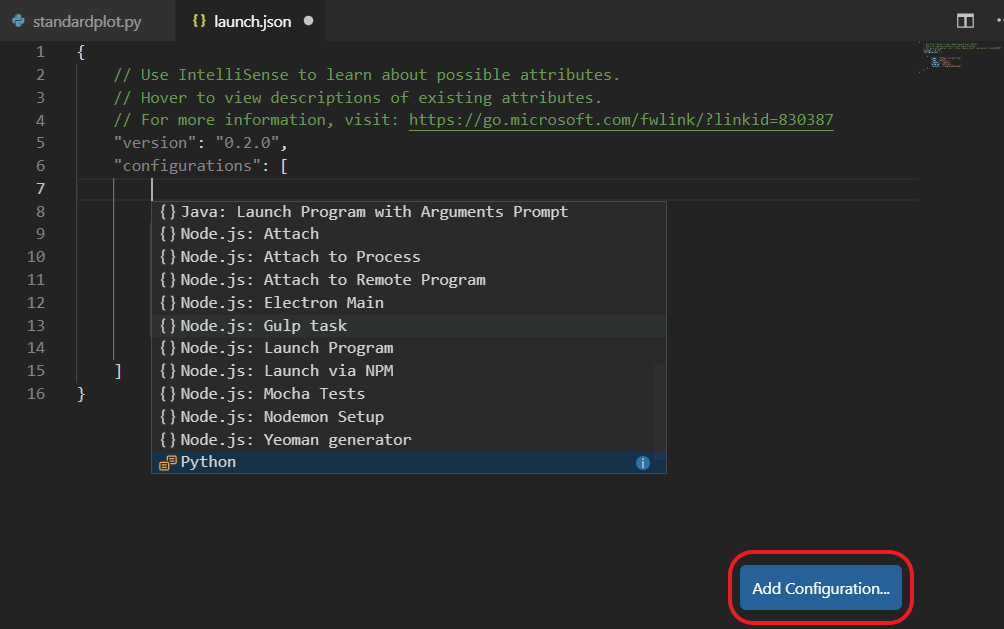 standardplot.py
{} launch.json
1 {
2 // Use IntelliSense to learn about possible attributes.
3 // Hover to view descriptions of existing attributes.
4 // For more information, visit: https://go.microsoft.com/fwlink/?linkid=830387
5 "version": "0.2.0",
6 "configurations": [
7
8 {} Java: Launch Program with Arguments Prompt
9 {} Node.js: Attach
10 {} Node.js: Attach to Process
11 {} Node.js: Attach to Remote Program
12 {} Node.js: Electron Main
13 {} Node.js: Gulp task
14 {} Node.js: Launch Program
15 ] {} Node.js: Launch via NPM
16 } {} Node.js: Mocha Tests
{} Node.js: Nodemon Setup
{} Node.js: Yeoman generator
Python
Add Configuration...